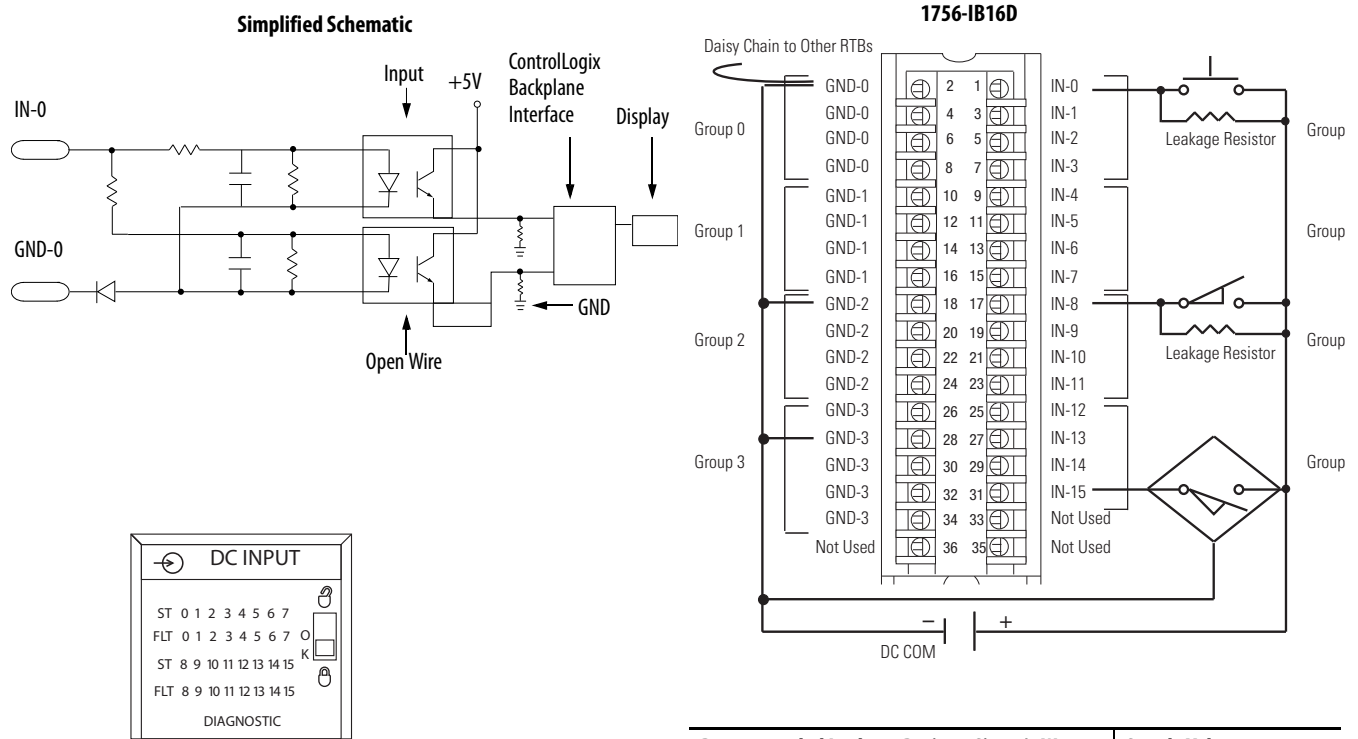 Simplified Schematic
Input
+5V
ControlLogix
Backplane
Interface
Display
IN-0
GND-0
GND
Open Wire
DC INPUT
ST 0 1 2 3 4 5 6 7
FLT 0 1 2 3 4 5 6 7
O
K
ST 8 9 10 11 12 13 14 15
FLT 8 9 10 11 12 13 14 15
DIAGNOSTIC
1756-IB16D
Daisy Chain to Other RTBs
GND-0 2 1 IN-0
GND-0 4 3 IN-1
Group 0
GND-0 6 5 IN-2
Leakage Resistor
Group
GND-0 8 7 IN-3
GND-1 10 9 IN-4
GND-1 12 11 IN-5
Group 1
Group
GND-1 14 13 IN-6
GND-1 16 15 IN-7
GND-2 18 17 IN-8
GND-2 20 19 IN-9
Group 2
Group
GND-2 22 21 IN-10
Leakage Resistor
GND-2 24 23 IN-11
GND-3 26 25 IN-12
GND-3 28 27 IN-13
Group 3
GND-3 30 29 IN-14
Group
GND-3 32 31 IN-15
GND-3 34 33 Not Used
Not Used 36 35 Not Used
– +
DC COM